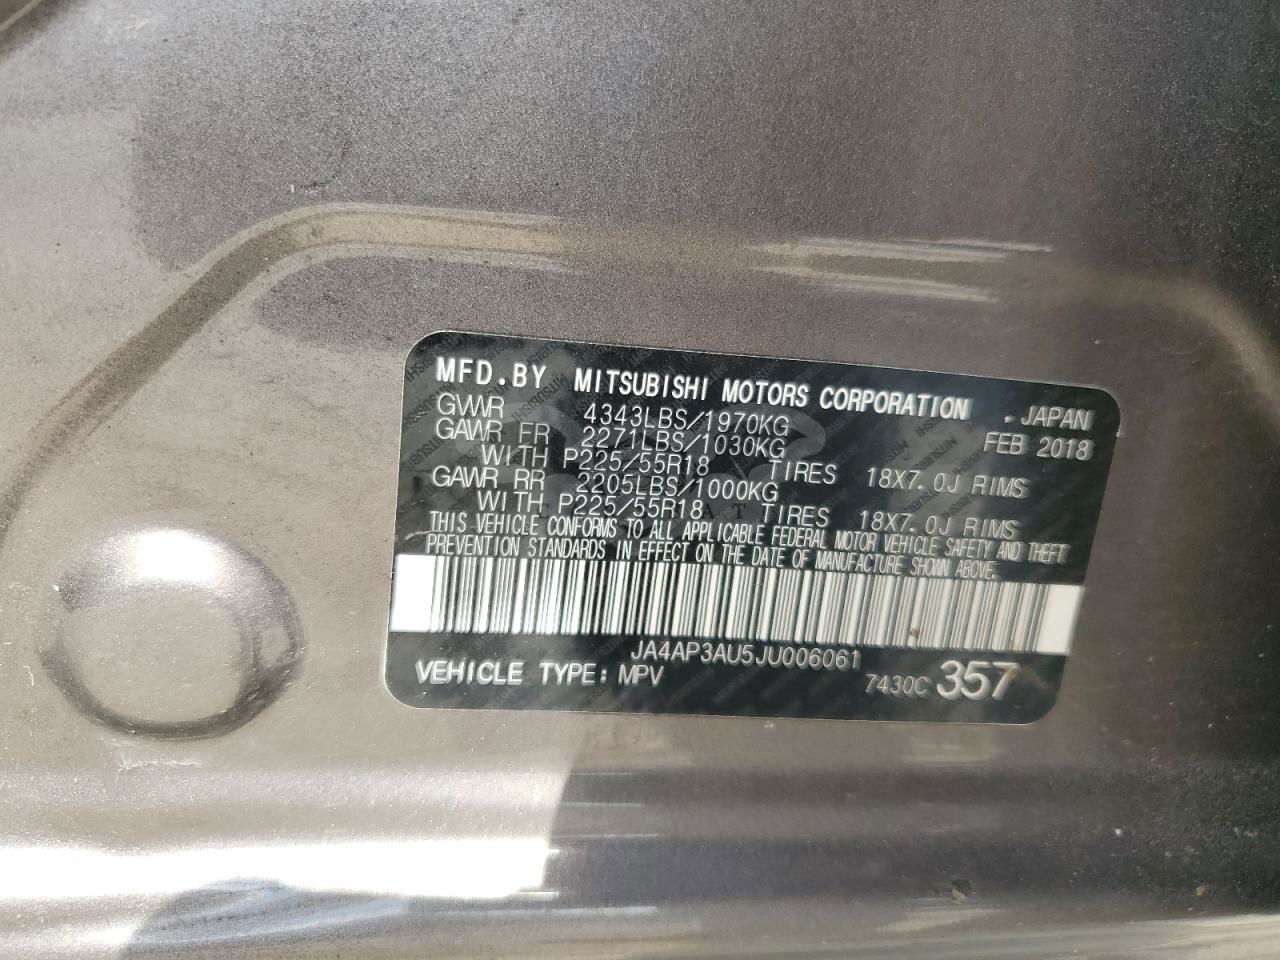 MFD.BY MITSUBISHI MOTORS CORPORATION , JAPAN
GVWR 4343LBS/1970KG FEB 2018
GAWR FR 2271LBS/1030KG
WITH P225/55R18 TIRES 18X7.0J RIMS
GAWR RR 2205LBS/1000KG
WITH P225/55R18 TIRES 18X7.0J RIMS
THIS VEHICLE CONFORMS TO ALL APPLICABLE FEDERAL MOTOR VEHICLE SAFETY AND THEFT
PREVENTION STANDARDS IN EFFECT ON THE DATE OF MANUFACTURE SHOWN ABOVE.
JA4AP3AU5JU006061
VEHICLE TYPE: MPV 7430C 357